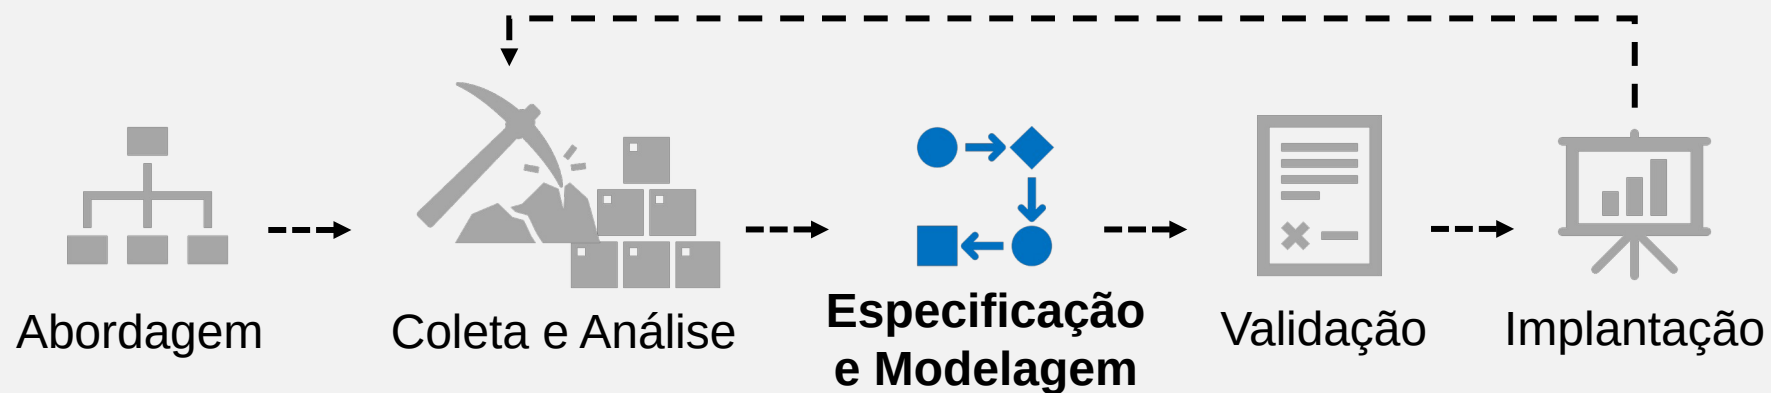 Abordagem
Coleta e Análise
Especificação
e Modelagem
Validação
Implantação